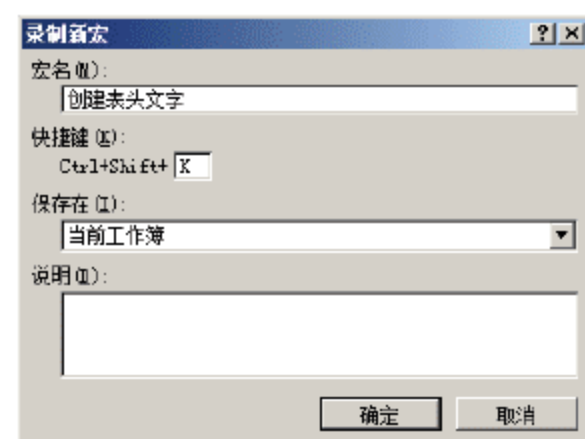 录制新宏
宏名(M):
创建表头文字
快捷键(K):
Ctrl+Shift+ K
保存在(I):
当前工作簿
说明(D):
确定 取消